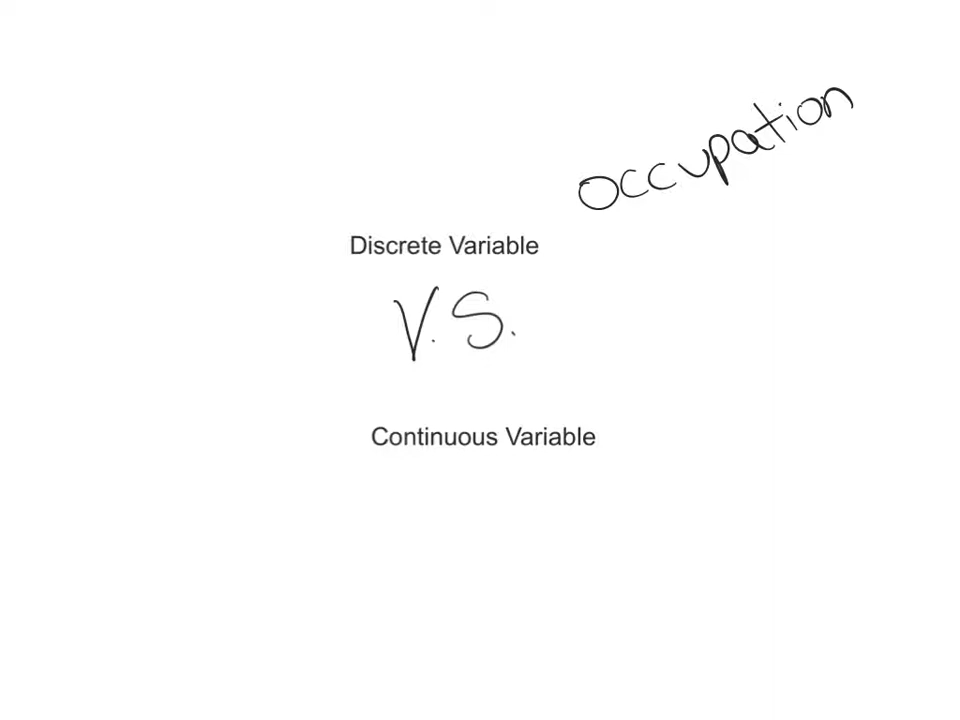 occupation
Discrete Variable
V.S.
Continuous Variable